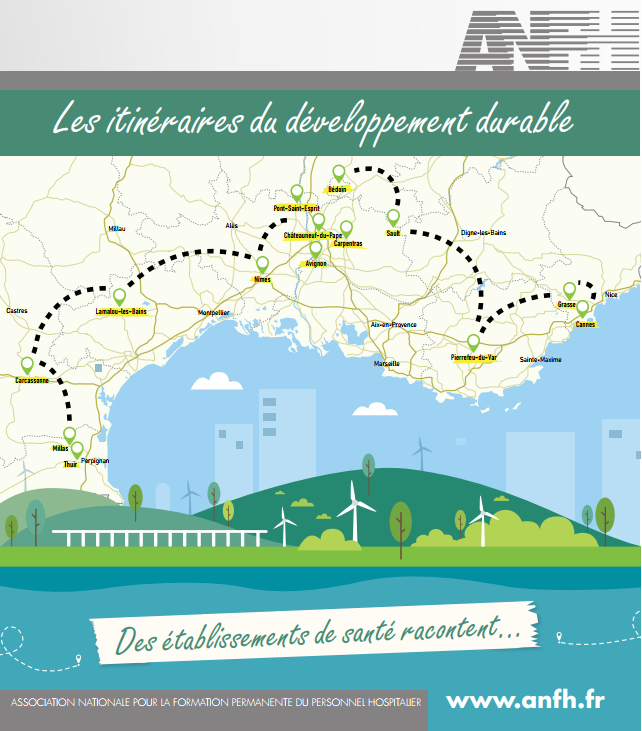 ANFH
Les itinéraires du développement durable
Bédoin
Pont-Saint-Esprit
Millau
Alès
Châteauneuf-du-Pape
Carpentras
Sault
Digne-les-Bains
Avignon
Nîmes
Castres
Lamalou-les-Bains
Montpellier
Grasse
Nice
Cannes
Aix-en-Provence
Marseille
Pierrefeu-du-Var
Sainte-Maxime
Carcassonne
Millas
Thuir
Perpignan
Des établissements de santé racontent...
ASSOCIATION NATIONALE POUR LA FORMATION PERMANENTE DU PERSONNEL HOSPITALIER
www.anfh.fr